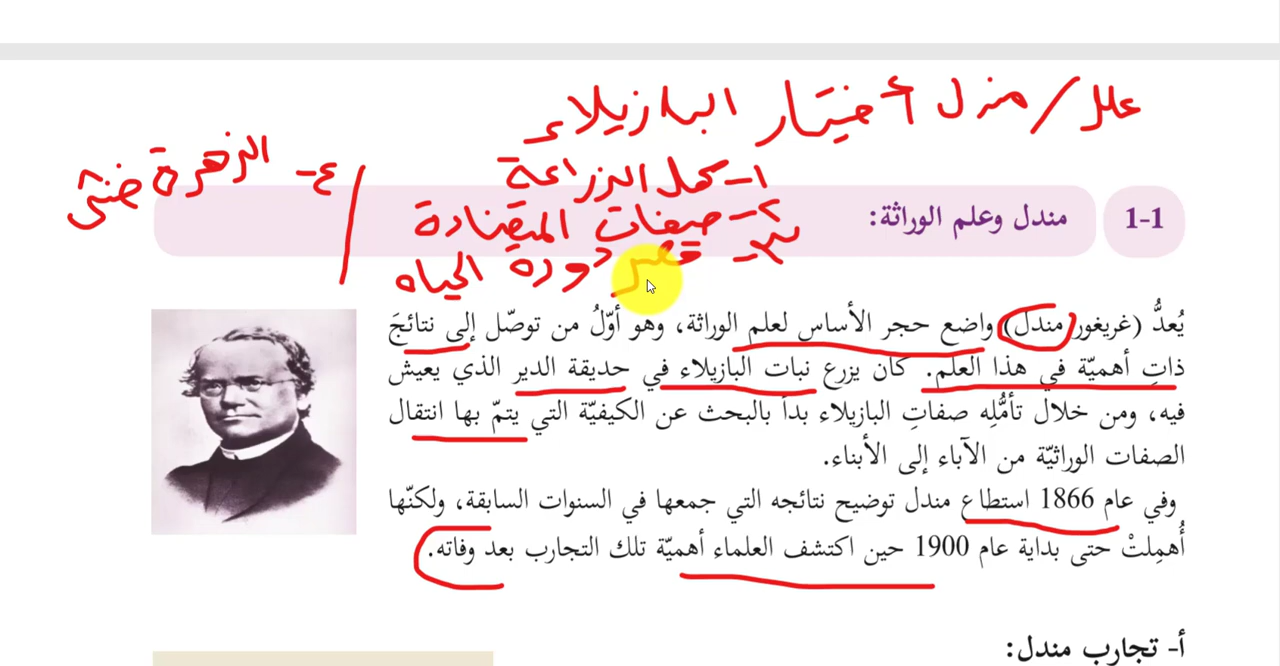 علل / مندل أختيار البازيلاء
١- سهل الزراعة
٢- صفات المتضادة
٣- قصر دورة الحياه
٤- الزهرة خنثى
1-1 مندل وعلم الوراثة:
يُعدُّ (غريغور مندل) واضع حجر الأساس لعلم الوراثة، وهو أوّلُ من توصّل إلى نتائجَ
ذاتِ أهميّة في هذا العلم. كان يزرع نبات البازيلاء في حديقة الدير الذي يعيش
فيه، ومن خلال تأمُّلِه صفاتِ البازيلاء بدأ بالبحث عن الكيفيّة التي يتمّ بها انتقال
الصفات الوراثيّة من الآباء إلى الأبناء.
وفي عام 1866 استطاع مندل توضيح نتائجه التي جمعها في السنوات السابقة، ولكنّها
أُهمِلتْ حتى بداية عام 1900 حين اكتشف العلماء أهميّة تلك التجارب بعد وفاته.
أ- تجارب مندل: